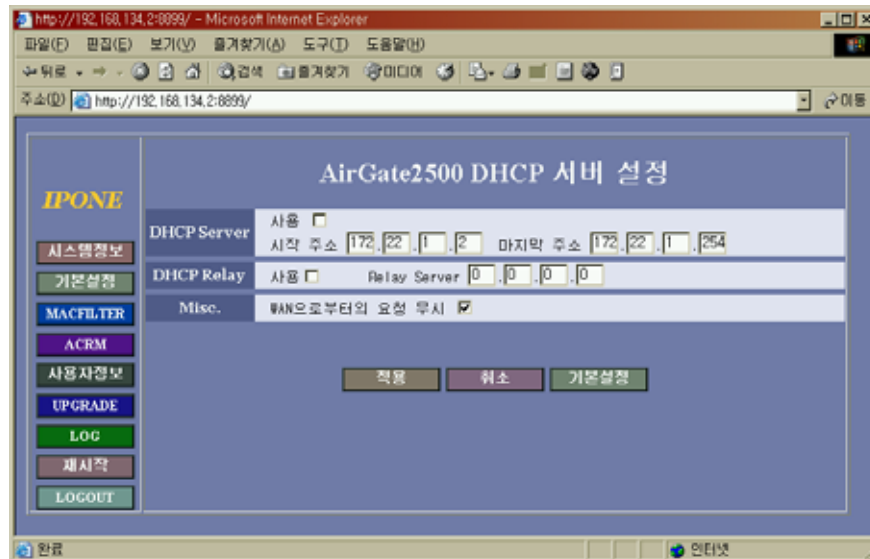 http://192,168,134,2:8899/ - Microsoft Internet Explorer
파일(F) 편집(E) 보기(V) 즐겨찾기(A) 도구(T) 도움말(H)
뒤로 검색 즐겨찾기 미디어
주소(D) http://192,168,134,2:8899/ 이동
AirGate2500 DHCP 서버 설정
IPONE
시스템정보
기본설정
MACFILTER
ACRM
사용자정보
UPGRADE
LOG
재시작
LOGOUT
DHCP Server
사용
시작 주소 172.22.1.2 마지막 주소 172.22.1.254
DHCP Relay 사용 Relay Server 0.0.0.0
Misc. WAN으로부터의 요청 무시
적용 취소 기본설정
완료 인터넷